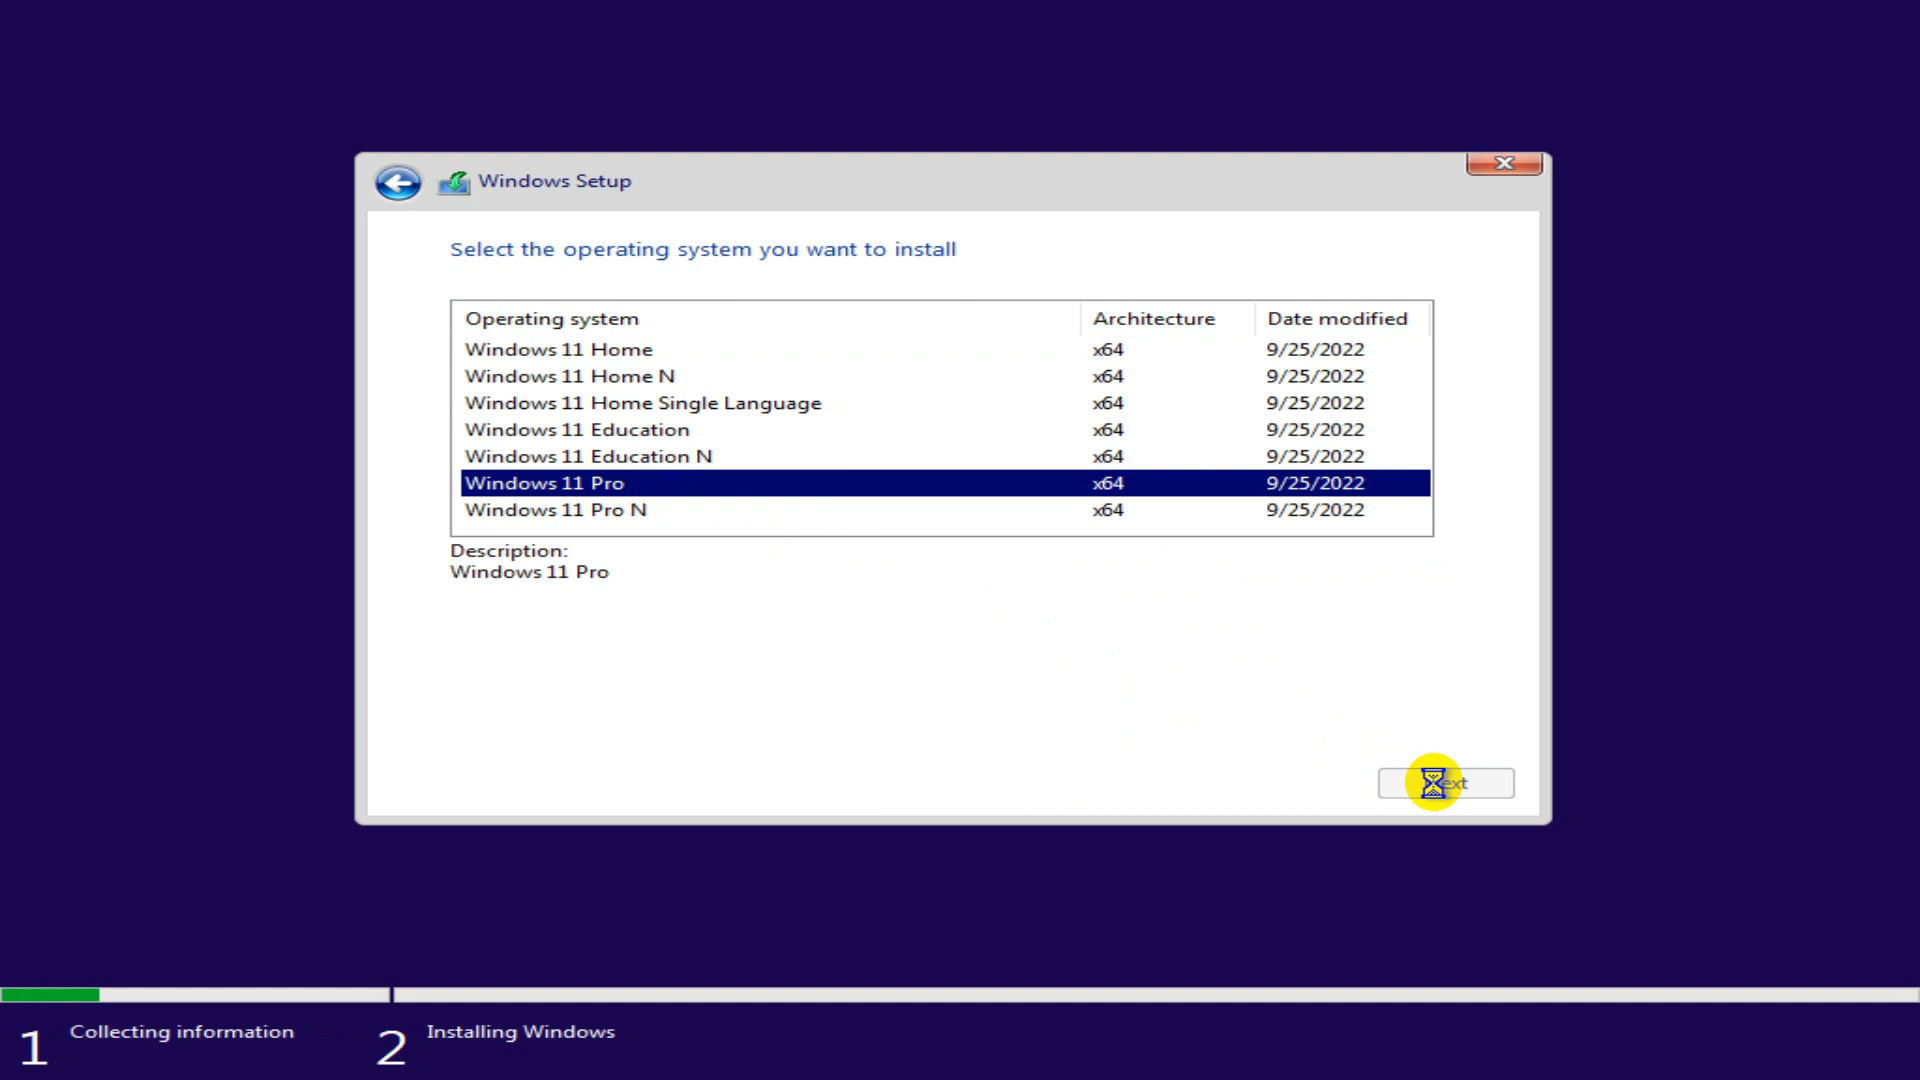 Windows Setup
Select the operating system you want to install
Operating system Architecture Date modified
Windows 11 Home x64 9/25/2022
Windows 11 Home N x64 9/25/2022
Windows 11 Home Single Language x64 9/25/2022
Windows 11 Education x64 9/25/2022
Windows 11 Education N x64 9/25/2022
Windows 11 Pro x64 9/25/2022
Windows 11 Pro N x64 9/25/2022
Description:
Windows 11 Pro
1 Collecting information 2 Installing Windows